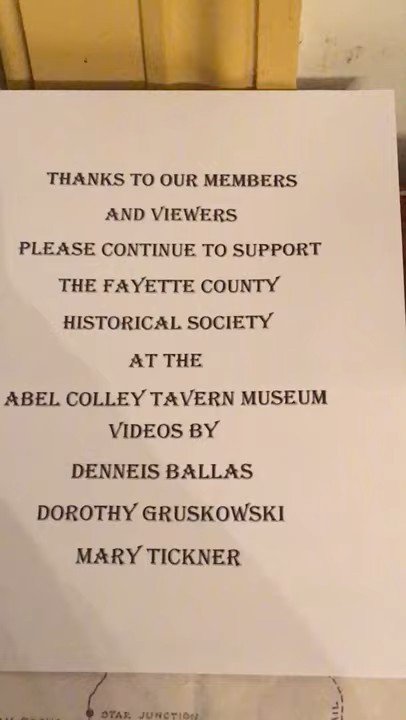 THANKS TO OUR MEMBERS
AND VIEWERS
PLEASE CONTINUE TO SUPPORT
THE FAYETTE COUNTY
HISTORICAL SOCIETY
AT THE
ABEL COLLEY TAVERN MUSEUM
VIDEOS BY
DENNEIS BALLAS
DOROTHY GRUSKOWSKI
MARY TICKNER
STAR JUNCTION